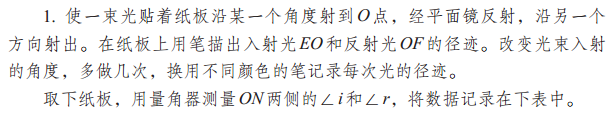 1. 使一束光贴着纸板沿某一个角度射到O点，经平面镜反射，沿另一个
方向射出。在纸板上用笔描出入射光EO和反射光OF的径迹。改变光束入射
的角度，多做几次，换用不同颜色的笔记录每次光的径迹。
取下纸板，用量角器测量ON两侧的∠i和∠r，将数据记录在下表中。